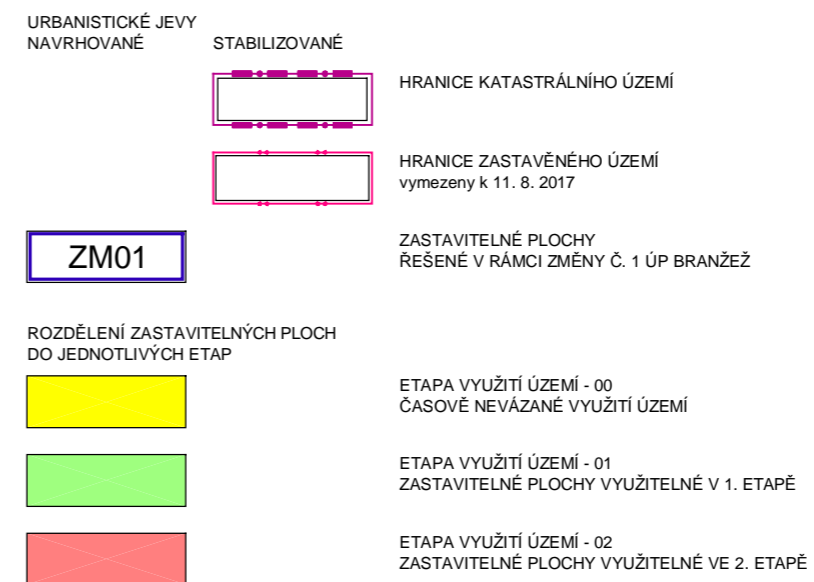 URBANISTICKÉ JEVY
NAVRHOVANÉ STABILIZOVANÉ
HRANICE KATASTRÁLNÍHO ÚZEMÍ
HRANICE ZASTAVĚNÉHO ÚZEMÍ
vymezeny k 11. 8. 2017
ZM01
ZASTAVITELNÉ PLOCHY
ŘEŠENÉ V RÁMCI ZMĚNY Č. 1 ÚP BRANŽEŽ
ROZDĚLENÍ ZASTAVITELNÝCH PLOCH
DO JEDNOTLIVÝCH ETAP
ETAPA VYUŽITÍ ÚZEMÍ - 00
ČASOVĚ NEVÁZANÉ VYUŽITÍ ÚZEMÍ
ETAPA VYUŽITÍ ÚZEMÍ - 01
ZASTAVITELNÉ PLOCHY VYUŽITELNÉ V 1. ETAPĚ
ETAPA VYUŽITÍ ÚZEMÍ - 02
ZASTAVITELNÉ PLOCHY VYUŽITELNÉ VE 2. ETAPĚ